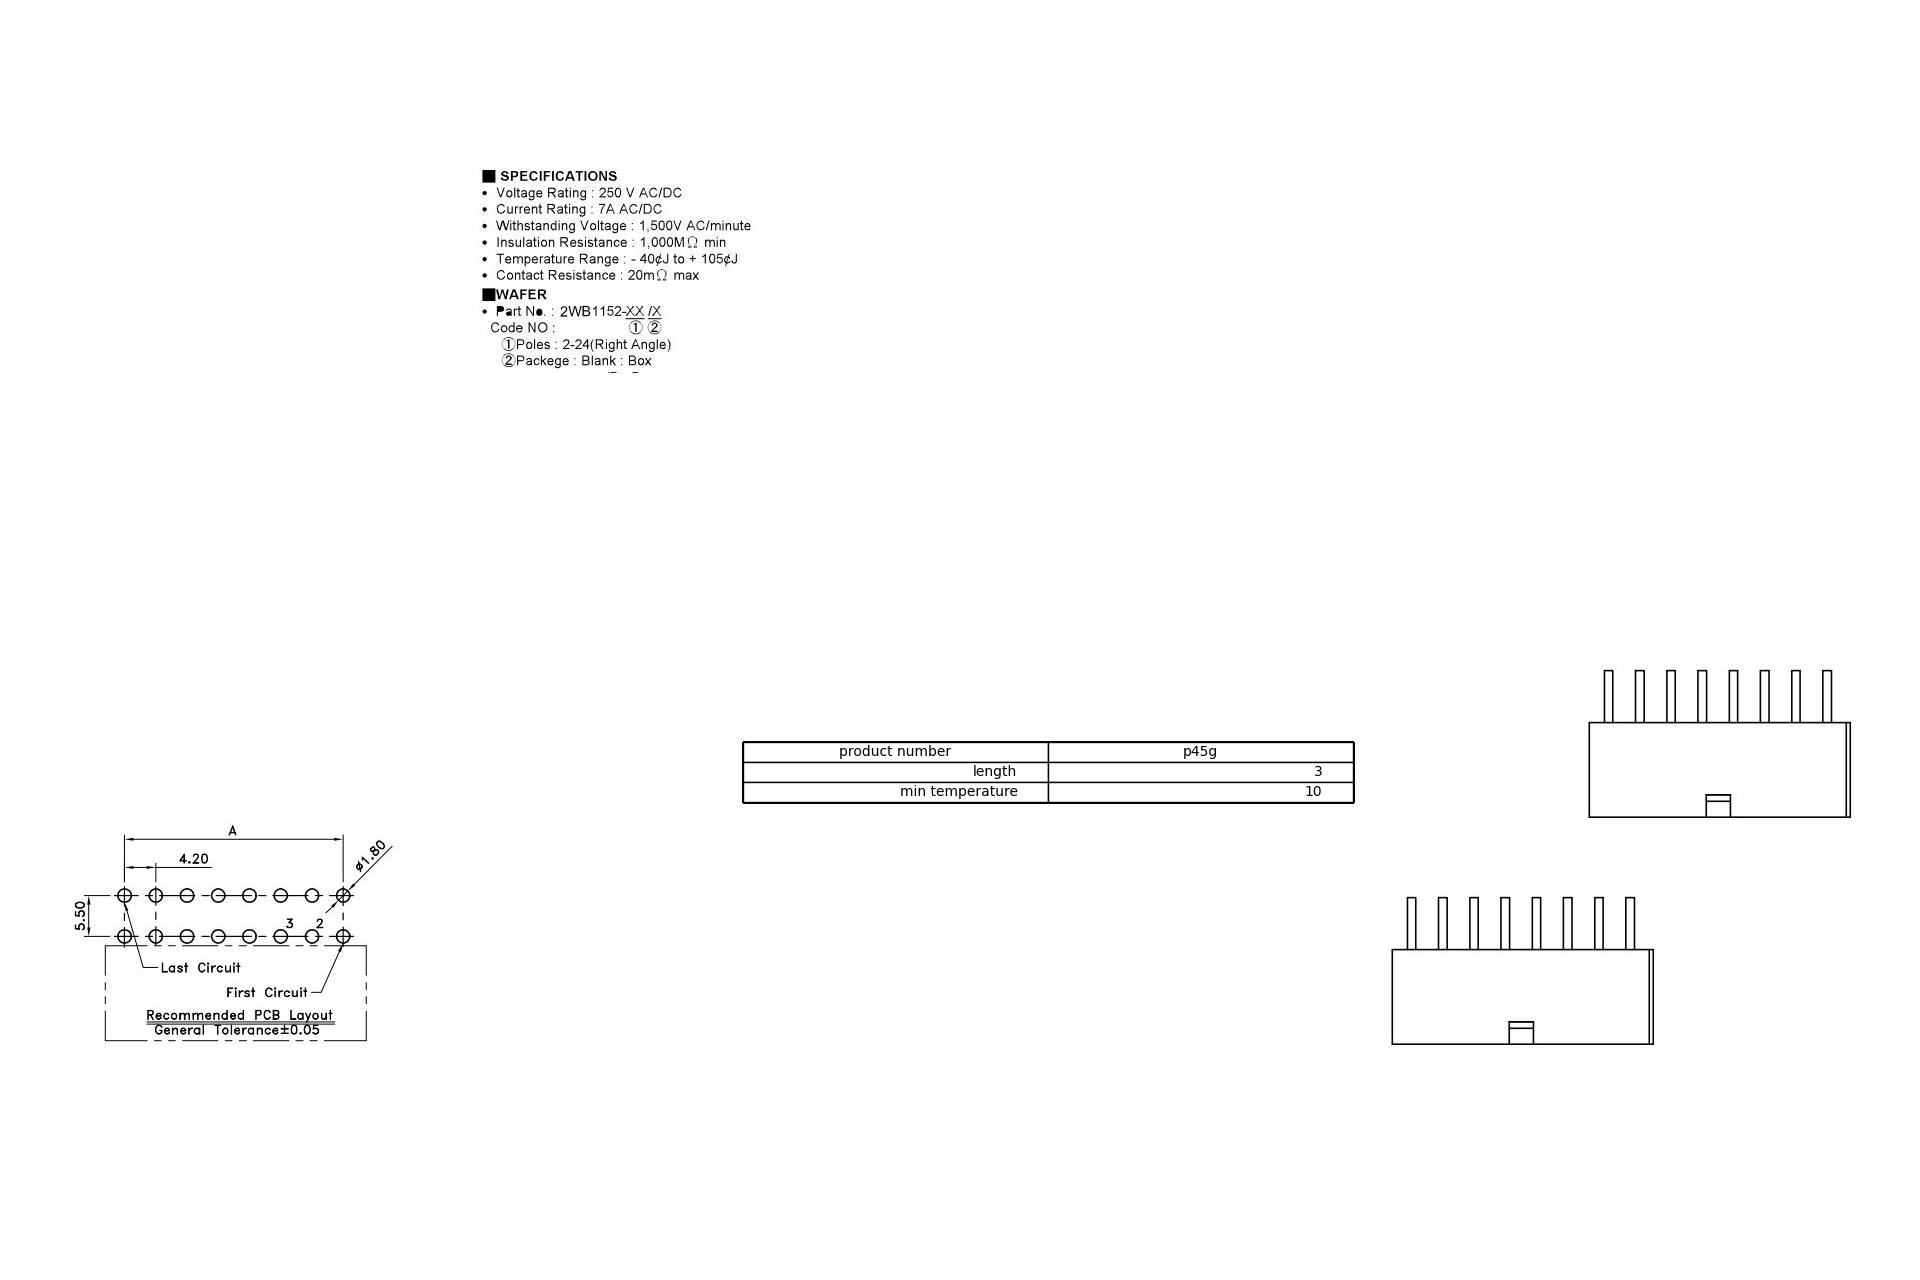 ■ SPECIFICATIONS
• Voltage Rating : 250 V AC/DC
• Current Rating : 7A AC/DC
• Withstanding Voltage : 1,500V AC/minute
• Insulation Resistance : 1,000MΩ min
• Temperature Range : - 40¢J to + 105¢J
• Contact Resistance : 20mΩ max
■WAFER
• Part No. : 2WB1152-XX /X
Code NO : ① ②
①Poles : 2-24(Right Angle)
②Packege : Blank : Box
product number p45g
length 3
min temperature 10
A
4.20
ø1.80
5.50
3 2
Last Circuit
First Circuit
Recommended PCB Layout
General Tolerance±0.05